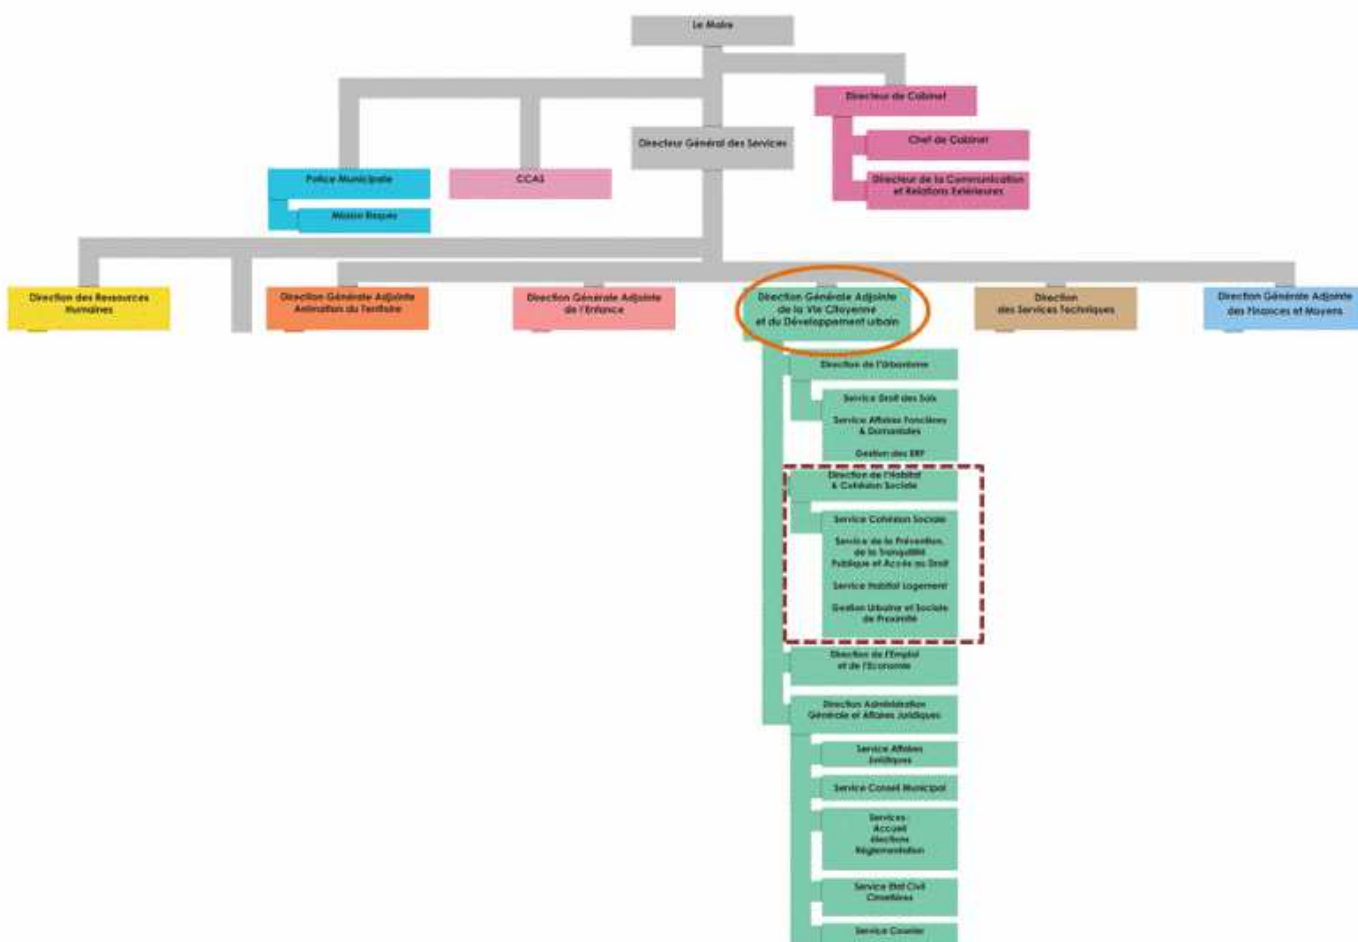 Le Maire
Directeur de Cabinet
Chef de Cabinet
Directeur de la Communication
et Relations Extérieures
Directeur Général des Services
Police Municipale
Mission Risques
CCAS
Direction des Ressources
Humaines
Direction Générale Adjointe
Animation du Territoire
Direction Générale Adjointe
de l'Enfance
Direction Générale Adjointe
de la Vie Citoyenne
et du Développement urbain
Direction
des Services Techniques
Direction Générale Adjointe
des Finances et Moyens
Direction de l'Urbanisme
Service Droit des Sols
Service Affaires Foncières
& Domaniales
Gestion des ERP
Direction de l'Habitat
& Cohésion Sociale
Service Cohésion Sociale
Service de la Prévention,
de la Tranquillité
Publique et Accès au Droit
Service Habitat Logement
Gestion Urbaine et Sociale
de Proximité
Direction de l'Emploi
et de l'Economie
Direction Administration
Générale et Affaires Juridiques
Service Affaires
Juridiques
Service Conseil Municipal
Services :
Accueil
élections
Réglementation
Service Etat Civil
Cimetières
Service Courrier